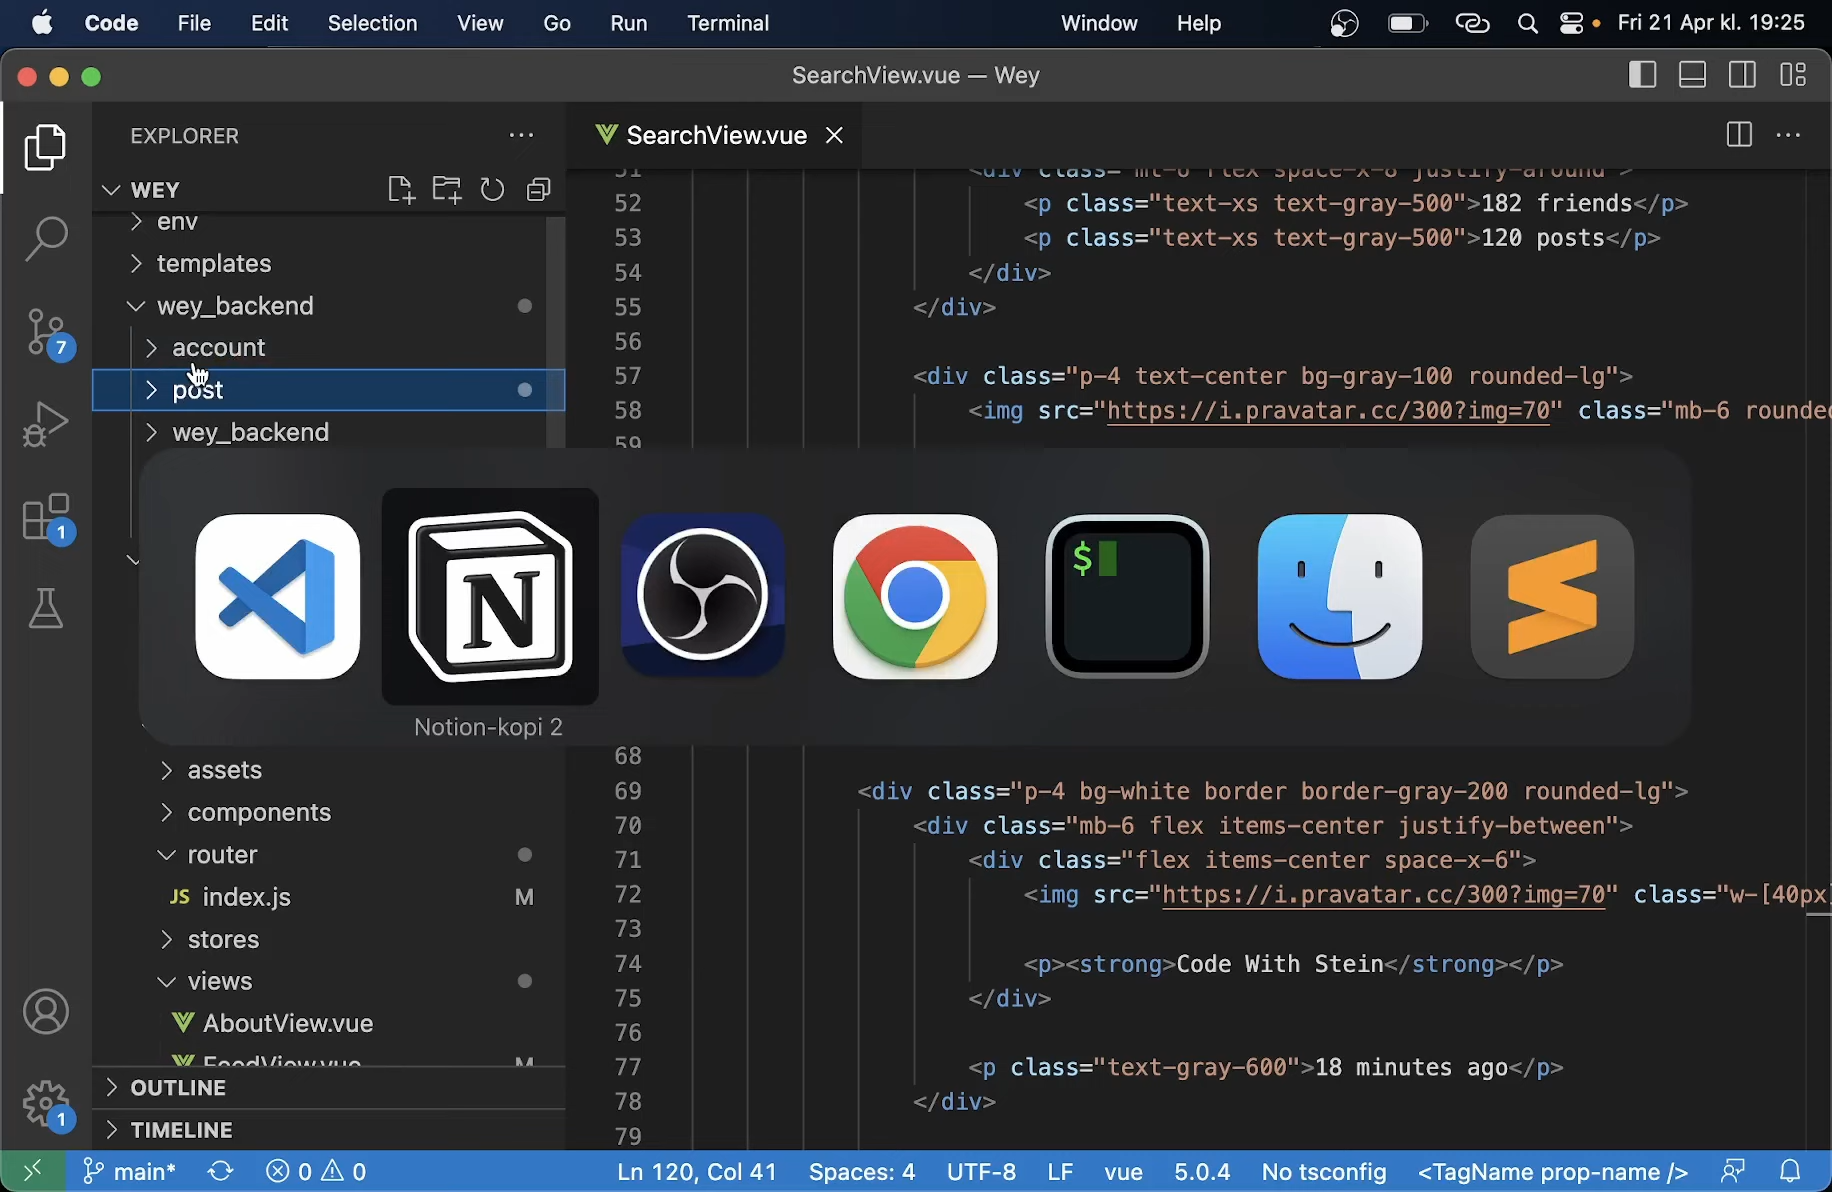 Code File Edit Selection View Go Run Terminal Window Help Fri 21 Apr kl. 19:25
SearchView.vue — Wey
EXPLORER
SearchView.vue
WEY
env
templates
wey_backend
account
post
wey_backend
7
1
52 <p class="text-xs text-gray-500">182 friends</p>
53 <p class="text-xs text-gray-500">120 posts</p>
54 </div>
55 </div>
56
57 <div class="p-4 text-center bg-gray-100 rounded-lg">
58 <img src="https://i.pravatar.cc/300?img=70" class="mb-6 rounded
59
$
N
Notion-kopi 2
assets
components
router
JS index.js M
stores
views
AboutView.vue
FeedView.vue M
OUTLINE
TIMELINE
1
68
69 <div class="p-4 bg-white border border-gray-200 rounded-lg">
70 <div class="mb-6 flex items-center justify-between">
71 <div class="flex items-center space-x-6">
72 <img src="https://i.pravatar.cc/300?img=70" class="w-[40px]
73
74 <p><strong>Code With Stein</strong></p>
75 </div>
76
77 <p class="text-gray-600">18 minutes ago</p>
78 </div>
79
main* 0 0 Ln 120, Col 41 Spaces: 4 UTF-8 LF vue 5.0.4 No tsconfig <TagName prop-name />